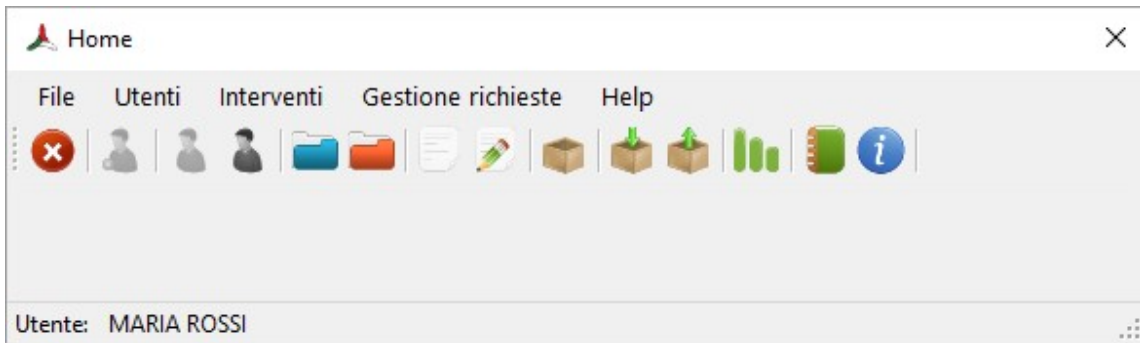 Home
File Utenti Interventi Gestione richieste Help
Utente: MARIA ROSSI